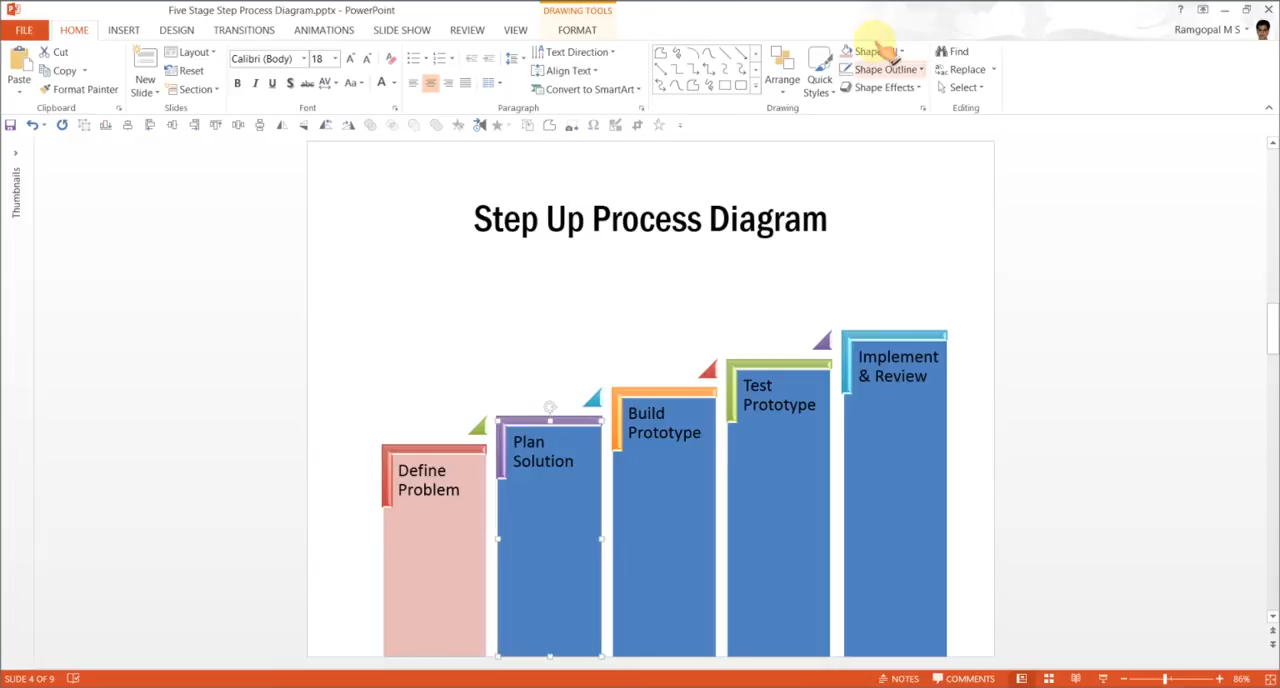 Five Stage Step Process Diagram.pptx - PowerPoint
DRAWING TOOLS
?
FILE
HOME
INSERT
DESIGN
TRANSITIONS
ANIMATIONS
SLIDE SHOW
REVIEW
VIEW
FORMAT
Ramgopal M S
Paste
Cut
Copy
Format Painter
Clipboard
New
Slide
Layout
Reset
Section
Slides
Calibri (Body)
18
B I U S abc AV Aa A
Font
Text Direction
Align Text
Convert to SmartArt
Paragraph
Arrange
Quick
Styles
Shape
Shape Outline
Shape Effects
Drawing
Find
Replace
Select
Editing
Thumbnails
Step Up Process Diagram
Define
Problem
Plan
Solution
Build
Prototype
Test
Prototype
Implement
& Review
SLIDE 4 OF 9
NOTES
COMMENTS
86%